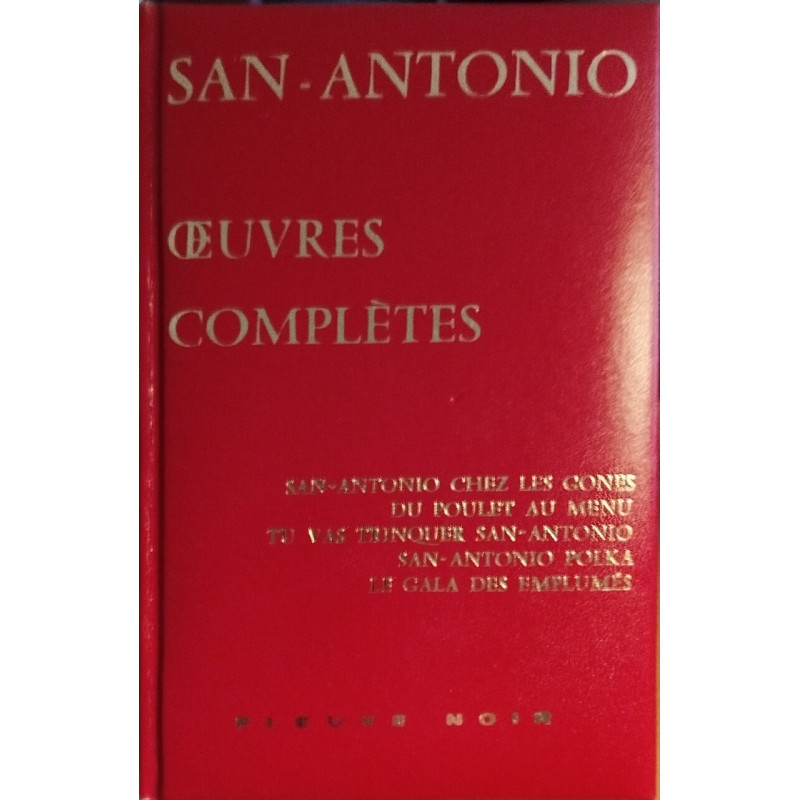 SAN-ANTONIO
ŒUVRES
COMPLÈTES
SAN-ANTONIO CHEZ LES GONES
DU POULET AU MENU
TU VAS TRINQUER SAN-ANTONIO
SAN-ANTONIO POLKA
LE GALA DES EMPLUMÉS
FLEUVE NOIR